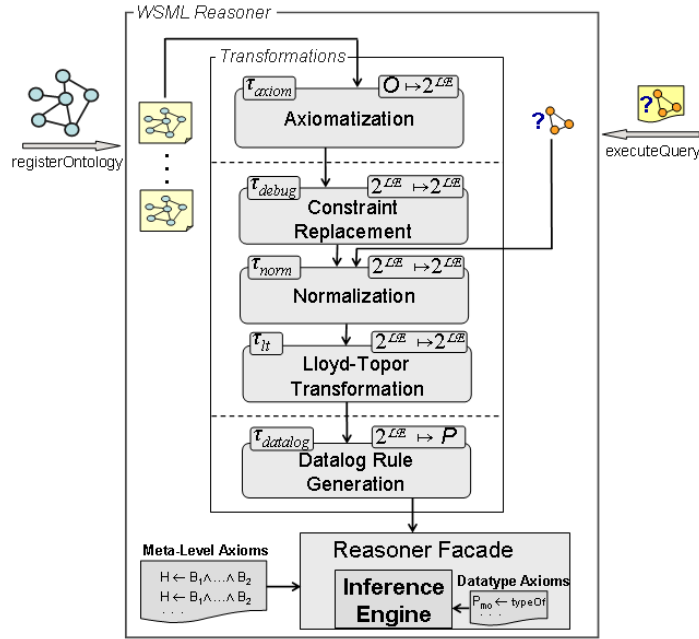 WSML Reasoner
Transformations
τaxiom
O ↦ 2^LE
Axiomatization
registerOntology
?
?
executeQuery
τdebug
2^LE ↦ 2^LE
Constraint
Replacement
τnorm
2^LE ↦ 2^LE
Normalization
τlt
2^LE ↦ 2^LE
Lloyd-Topor
Transformation
τdatalog
2^LE ↦ P
Datalog Rule
Generation
Meta-Level Axioms
H ← B₁∧...∧ B₂
H ← B₁∧...∧ B₂
. . .
Reasoner Facade
Inference
Engine
Datatype Axioms
Pmo ← typeOf
. . .